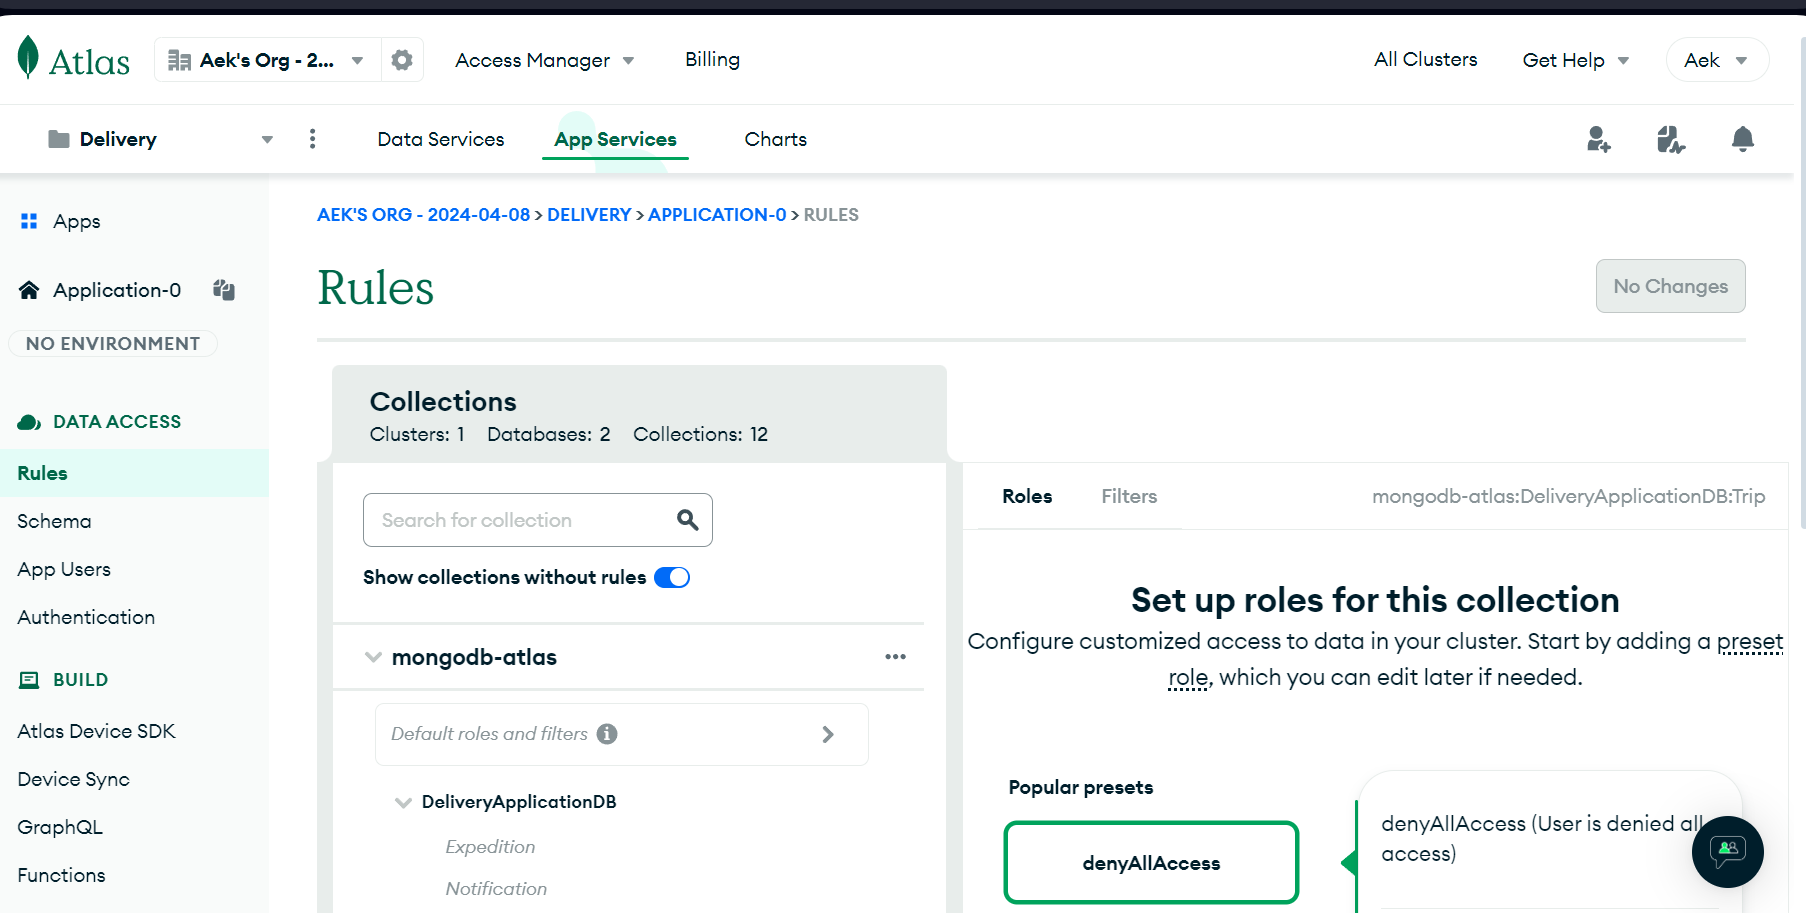 Atlas
Aek's Org - 2...
Access Manager
Billing
All Clusters
Get Help
Aek
Delivery
Data Services
App Services
Charts
Apps
Application-0
NO ENVIRONMENT
DATA ACCESS
Rules
Schema
App Users
Authentication
BUILD
Atlas Device SDK
Device Sync
GraphQL
Functions
AEK'S ORG - 2024-04-08 > DELIVERY > APPLICATION-0 > RULES
Rules
No Changes
Collections
Clusters: 1 Databases: 2 Collections: 12
Search for collection
Show collections without rules
mongodb-atlas
Default roles and filters
DeliveryApplicationDB
Expedition
Notification
Roles
Filters
mongodb-atlas:DeliveryApplicationDB:Trip
Set up roles for this collection
Configure customized access to data in your cluster. Start by adding a preset
role, which you can edit later if needed.
Popular presets
denyAllAccess
denyAllAccess (User is denied all
access)